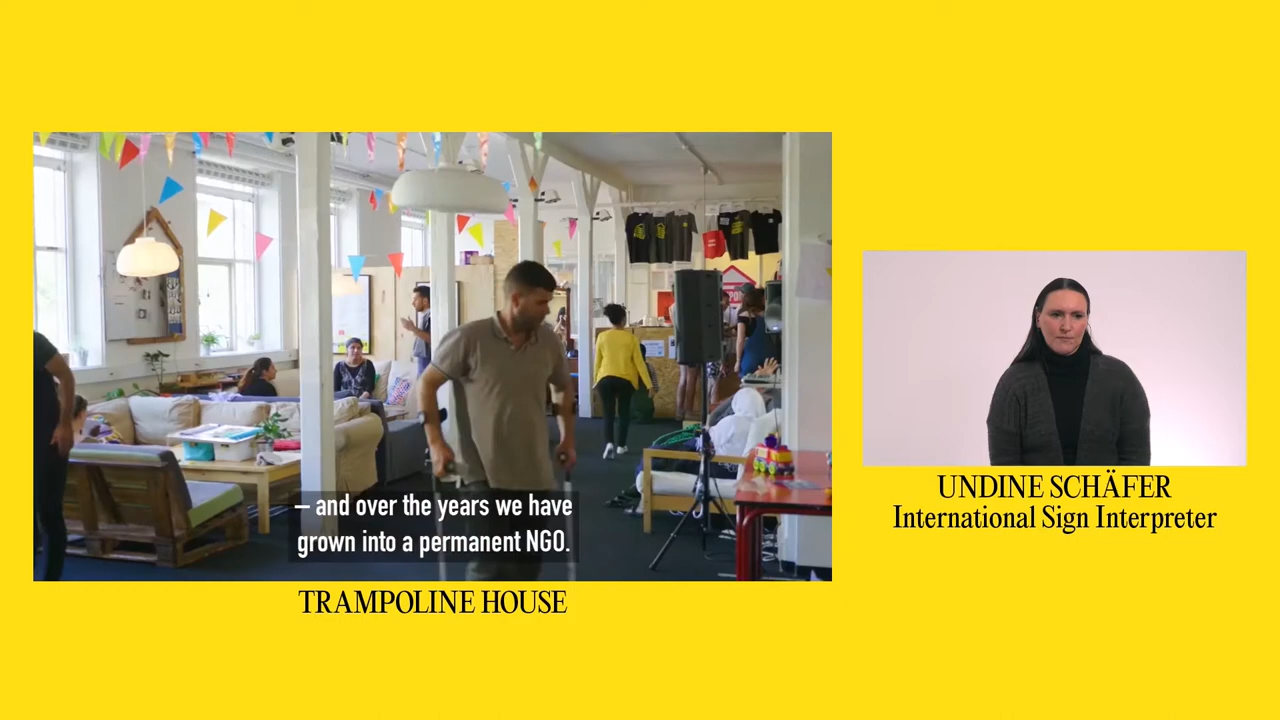 – and over the years we have
grown into a permanent NGO.
TRAMPOLINE HOUSE
UNDINE SCHÄFER
International Sign Interpreter